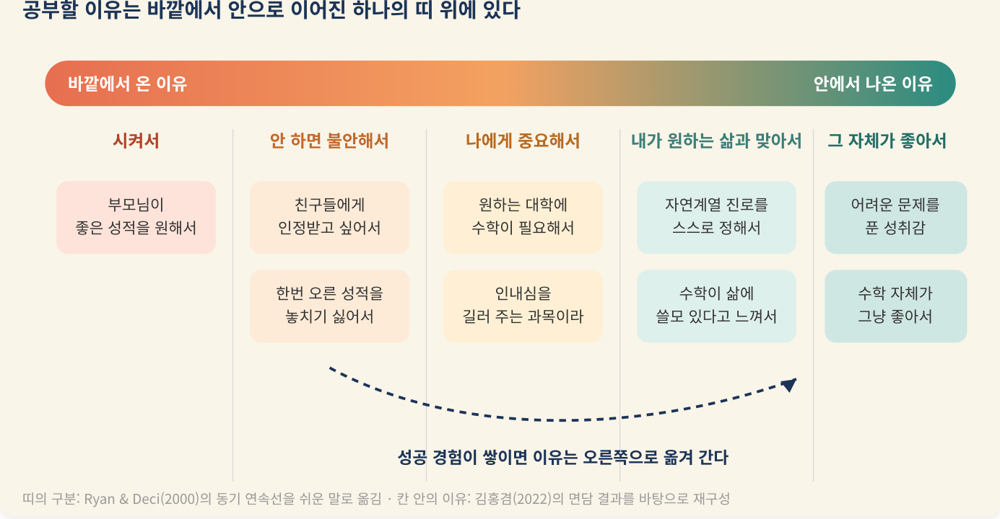 공부할 이유는 바깥에서 안으로 이어진 하나의 띠 위에 있다
바깥에서 온 이유
안에서 나온 이유
시켜서
안 하면 불안해서
나에게 중요해서
내가 원하는 삶과 맞아서
그 자체가 좋아서
부모님이
좋은 성적을 원해서
친구들에게
인정받고 싶어서
원하는 대학에
수학이 필요해서
자연계열 진로를
스스로 정해서
어려운 문제를
푼 성취감
한번 오른 성적을
놓치기 싫어서
인내심을
길러 주는 과목이라
수학이 삶에
쓸모 있다고 느껴서
수학 자체가
그냥 좋아서
성공 경험이 쌓이면 이유는 오른쪽으로 옮겨 간다
띠의 구분: Ryan & Deci(2000)의 동기 연속선을 쉬운 말로 옮김 · 칸 안의 이유: 김홍겸(2022)의 면담 결과를 바탕으로 재구성